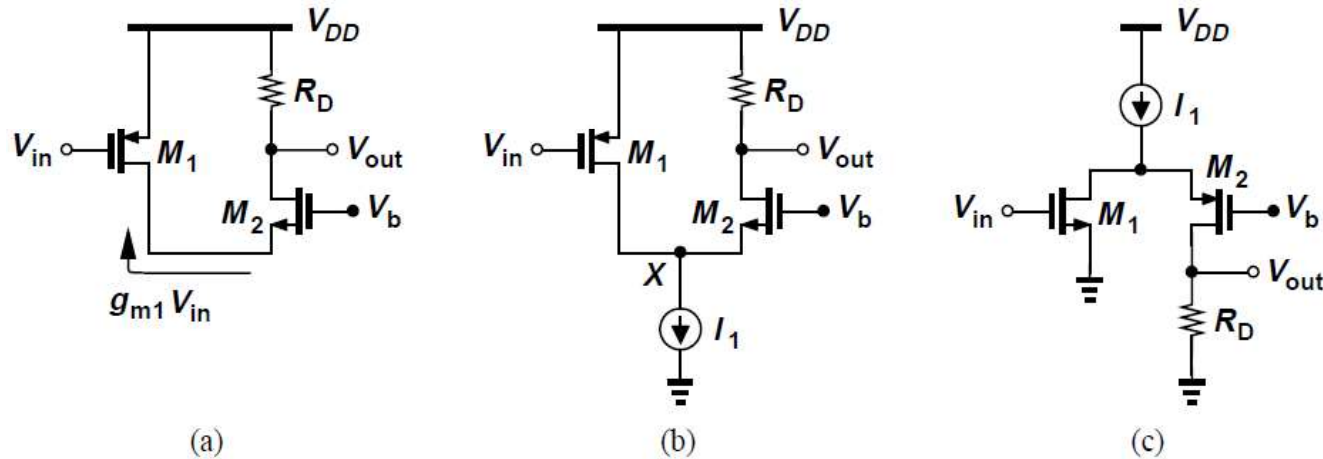 V_DD
R_D
V_in
M_1
V_out
M_2
V_b
g_m1 V_in
(a)
V_DD
R_D
V_in
M_1
V_out
M_2
V_b
X
I_1
(b)
V_DD
I_1
M_2
V_in
M_1
V_b
V_out
R_D
(c)